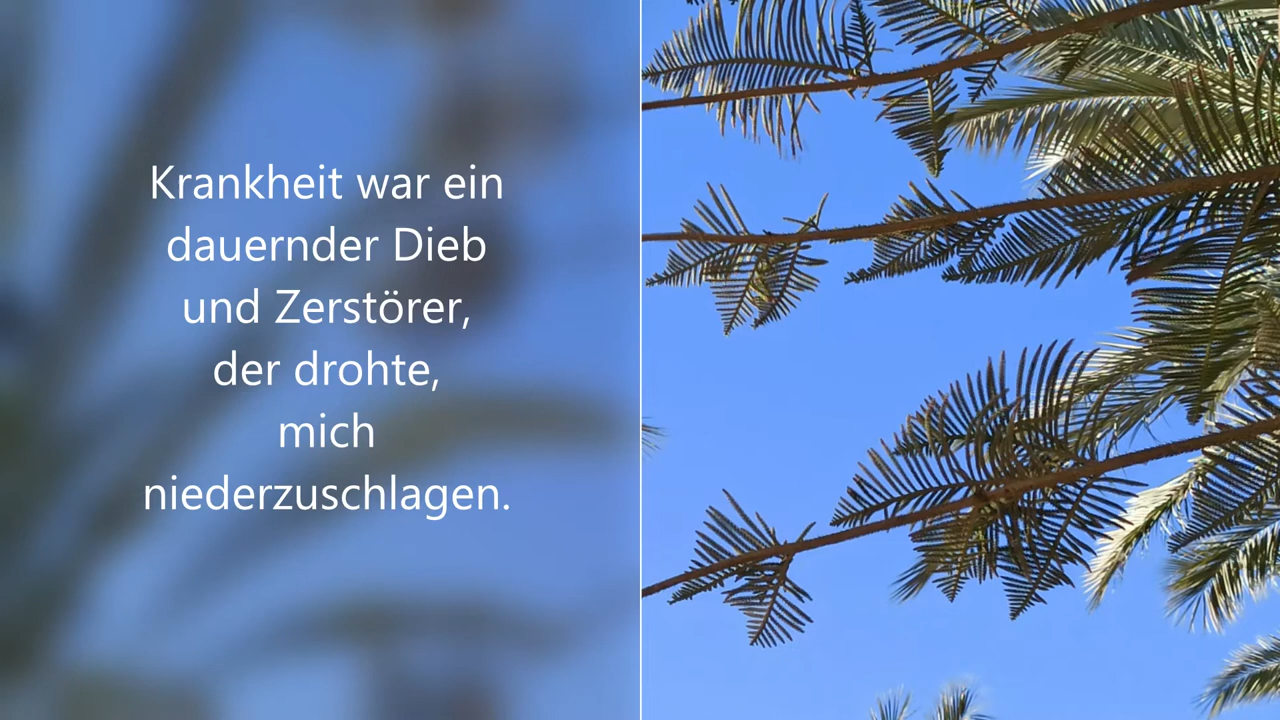 Krankheit war ein
dauernder Dieb
und Zerstörer,
der drohte,
mich
niederzuschlagen.